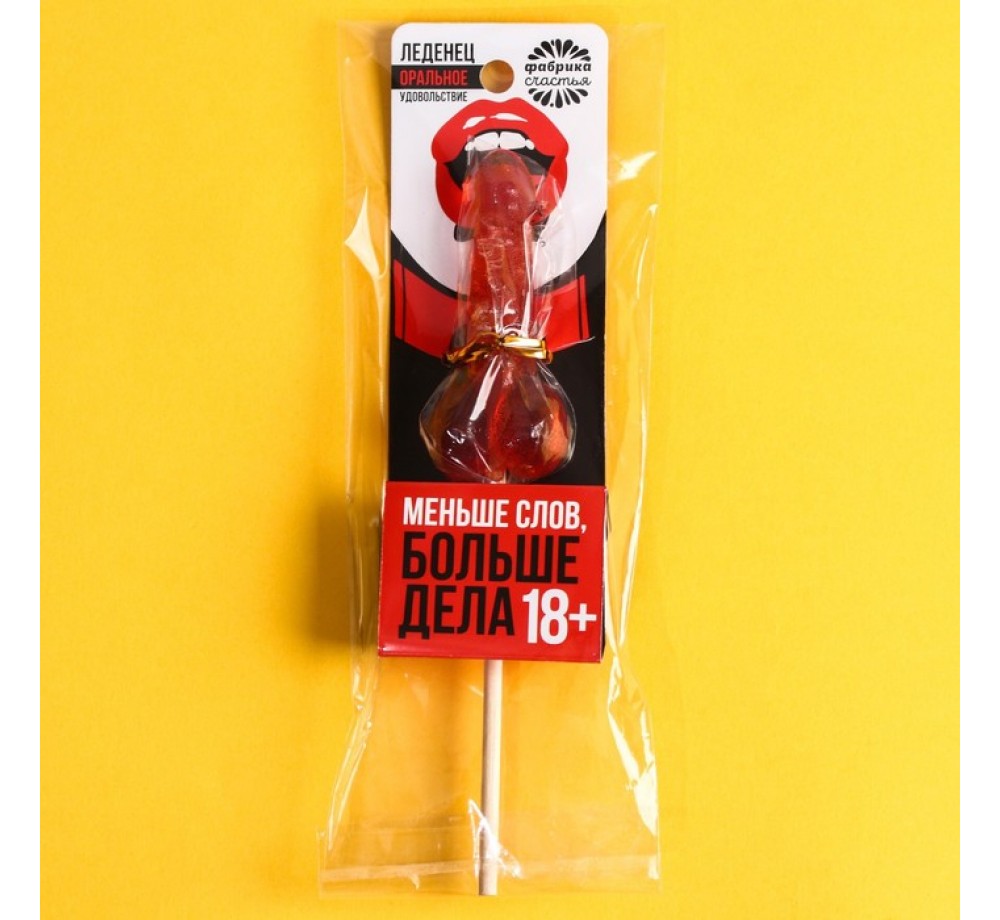 ЛЕДЕНЕЦ
ОРАЛЬНОЕ
УДОВОЛЬСТВИЕ
фабрика
счастья
МЕНЬШЕ СЛОВ,
БОЛЬШЕ
ДЕЛА 18+